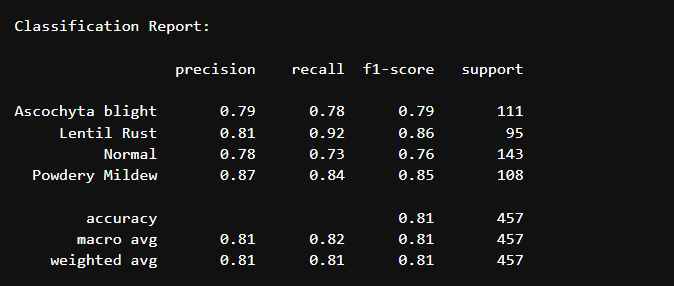 Classification Report:
precision recall f1-score support
Ascochyta blight 0.79 0.78 0.79 111
Lentil Rust 0.81 0.92 0.86 95
Normal 0.78 0.73 0.76 143
Powdery Mildew 0.87 0.84 0.85 108
accuracy 0.81 457
macro avg 0.81 0.82 0.81 457
weighted avg 0.81 0.81 0.81 457